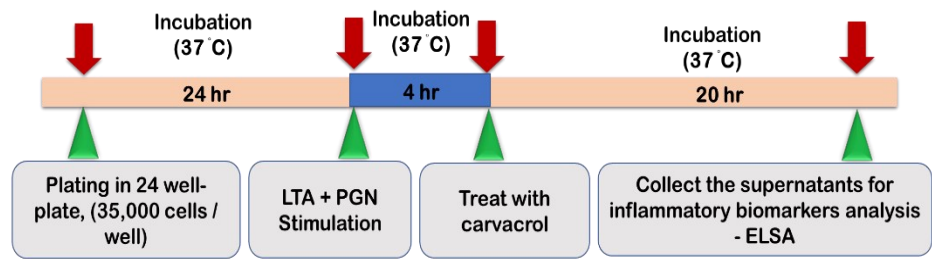 Incubation
(37 °C)
Incubation
(37 °C)
Incubation
(37 °C)
24 hr
4 hr
20 hr
Plating in 24 well-
plate, (35,000 cells /
well)
LTA + PGN
Stimulation
Treat with
carvacrol
Collect the supernatants for
inflammatory biomarkers analysis
- ELSA